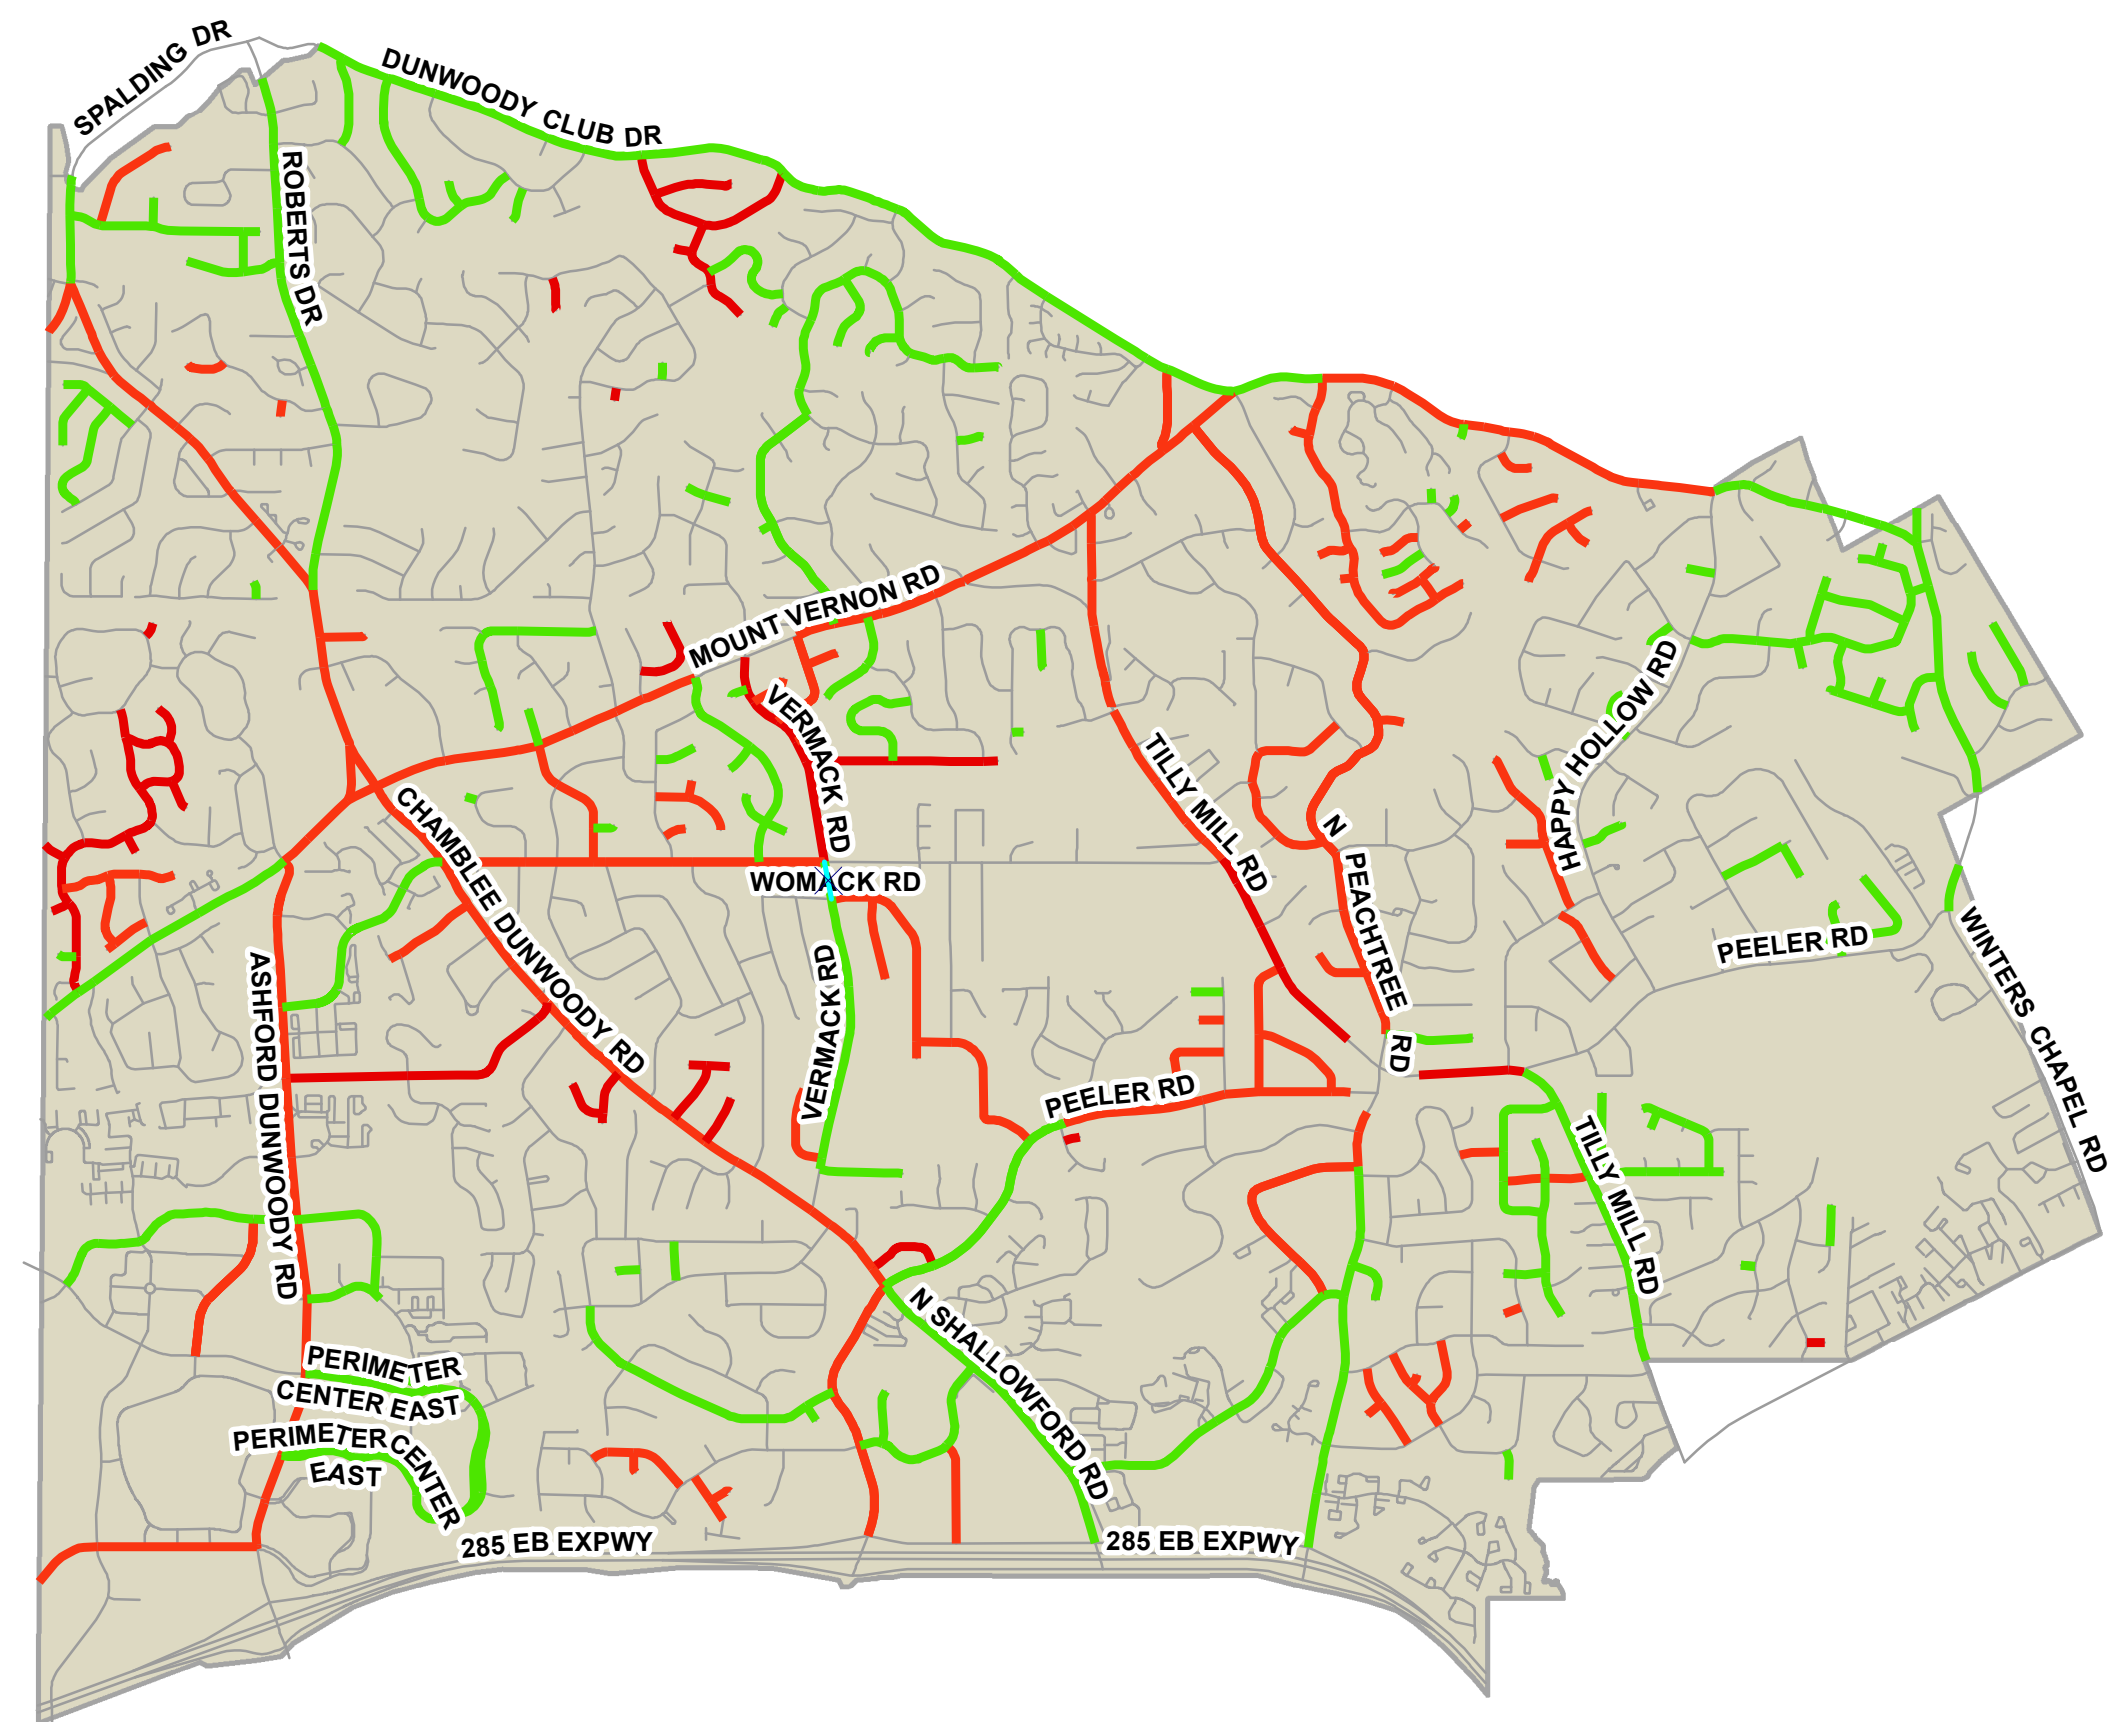 SPALDING DR
DUNWOODY CLUB DR
ROBERTS DR
MOUNT VERNON RD
VERMACK RD
HAPPY HOLLOW RD
TILLY MILL RD
CHAMBLEE DUNWOODY RD
N PEACHTREE RD
WOMACK RD
PEELER RD
WINTERS CHAPEL RD
ASHFORD DUNWOODY RD
VERMACK RD
PEELER RD
TILLY MILL RD
N SHALLOWFORD RD
PERIMETER
CENTER EAST
PERIMETER CENTER
EAST
285 EB EXPWY
285 EB EXPWY